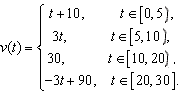 v(t) = { t + 10, t ∈ [0, 5),
3t, t ∈ [5, 10),
30, t ∈ [10, 20)
−3t + 90, t ∈ [20, 30].